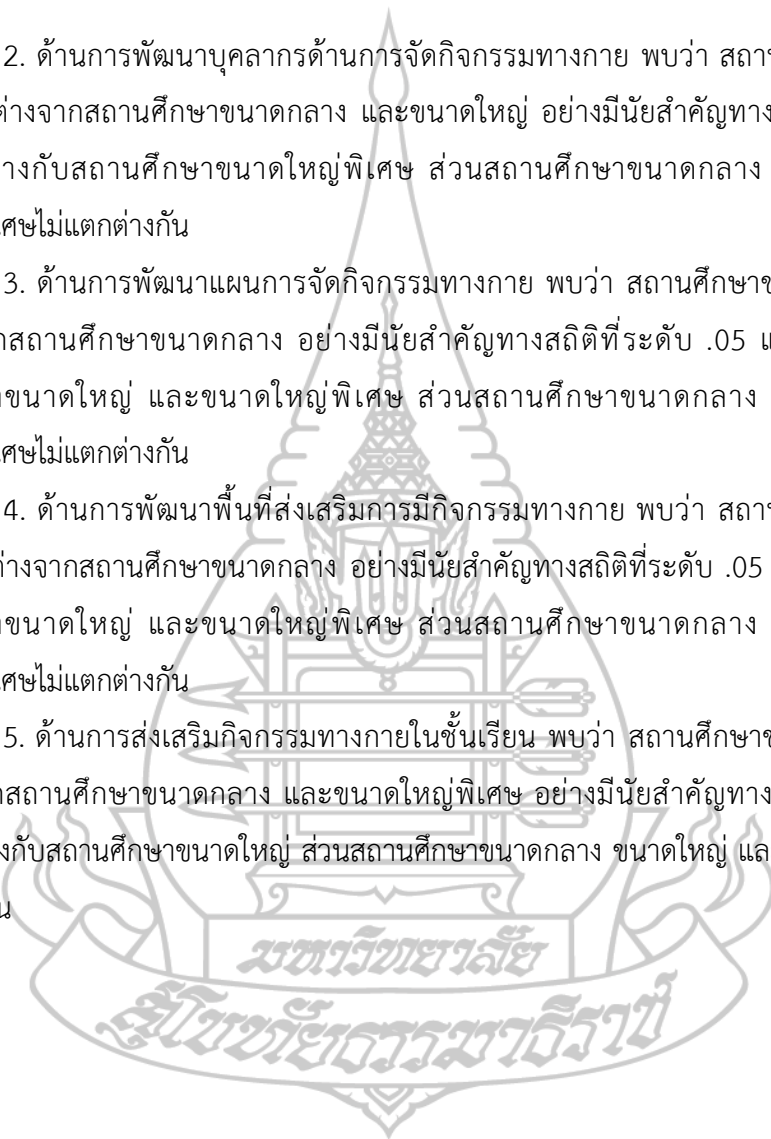 2. ด้านการพัฒนาบุคลากรด้านการจัดกิจกรรมทางกาย พบว่า
ต่างจากสถานศึกษาขนาดกลาง และขนาดใหญ่ อย่างมีนัยสำคัญทาง
างกับสถานศึกษาขนาดใหญ่พิเศษ ส่วนสถานศึกษาขนาดกลาง
เศษไม่แตกต่างกัน
3. ด้านการพัฒนาแผนการจัดกิจกรรมทางกาย พบว่า สถานศึกษา
สถานศึกษาขนาดกลาง อย่างมีนัยสำคัญทางสถิติที่ระดับ .05
ขนาดใหญ่ และขนาดใหญ่พิเศษ ส่วนสถานศึกษาขนาดกลาง
เศษไม่แตกต่างกัน
4. ด้านการพัฒนาพื้นที่ส่งเสริมการมีกิจกรรมทางกาย พบว่า
ต่างจากสถานศึกษาขนาดกลาง อย่างมีนัยสำคัญทางสถิติที่ระดับ .05
ขนาดใหญ่ และขนาดใหญ่พิเศษ ส่วนสถานศึกษาขนาดกลาง
เศษไม่แตกต่างกัน
5. ด้านการส่งเสริมกิจกรรมทางกายในชั้นเรียน พบว่า สถานศึกษา
สถานศึกษาขนาดกลาง และขนาดใหญ่พิเศษ อย่างมีนัยสำคัญทาง
งกับสถานศึกษาขนาดใหญ่ ส่วนสถานศึกษาขนาดกลาง ขนาดใหญ่
น
มหาวิทยาลัย
สุโขทัยธรรมาธิราช